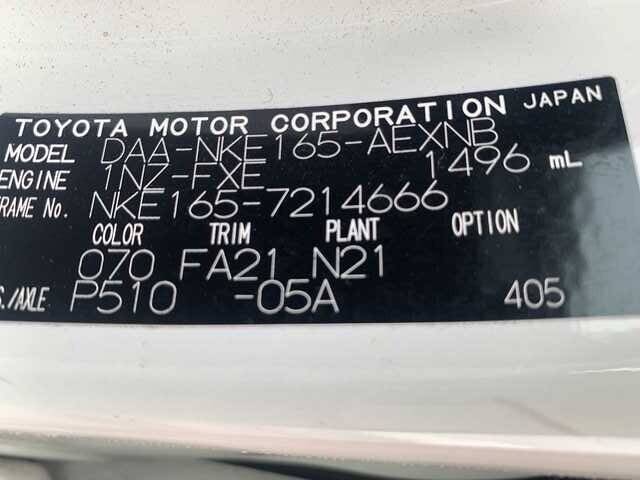 TOYOTA MOTOR CORPORATION JAPAN
MODEL DAA-NKE165-AEXNB
ENGINE 1NZ-FXE 1496 mL
FRAME No. NKE165-7214666
COLOR TRIM PLANT OPTION
070 FA21 N21
S./AXLE P510 -05A 405